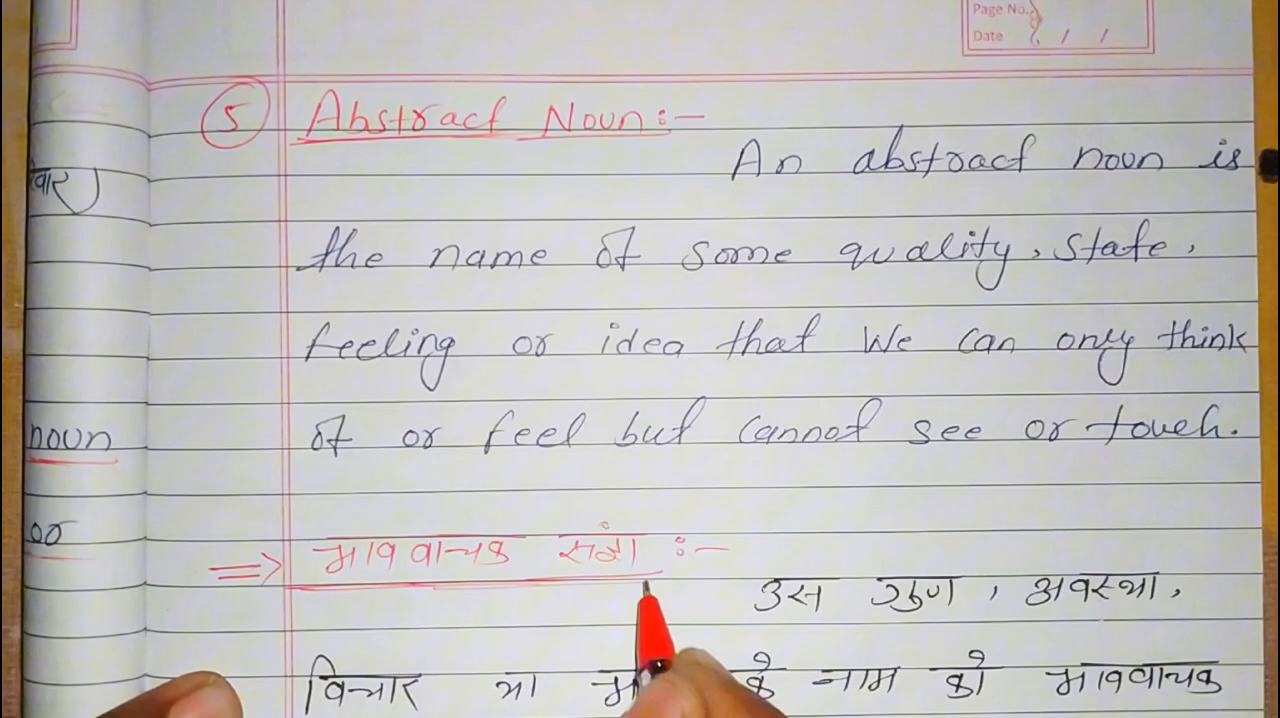 Page No.
Date / /
5 Abstract Noun:-
An abstract noun is
the name of some quality, state,
feeling or idea that we can only think
of or feel but cannot see or touch.
noun
or
⇒ भाववाचक संज्ञा :-
उस गुण, अवस्था,
विचार या के नाम को भाववाचक